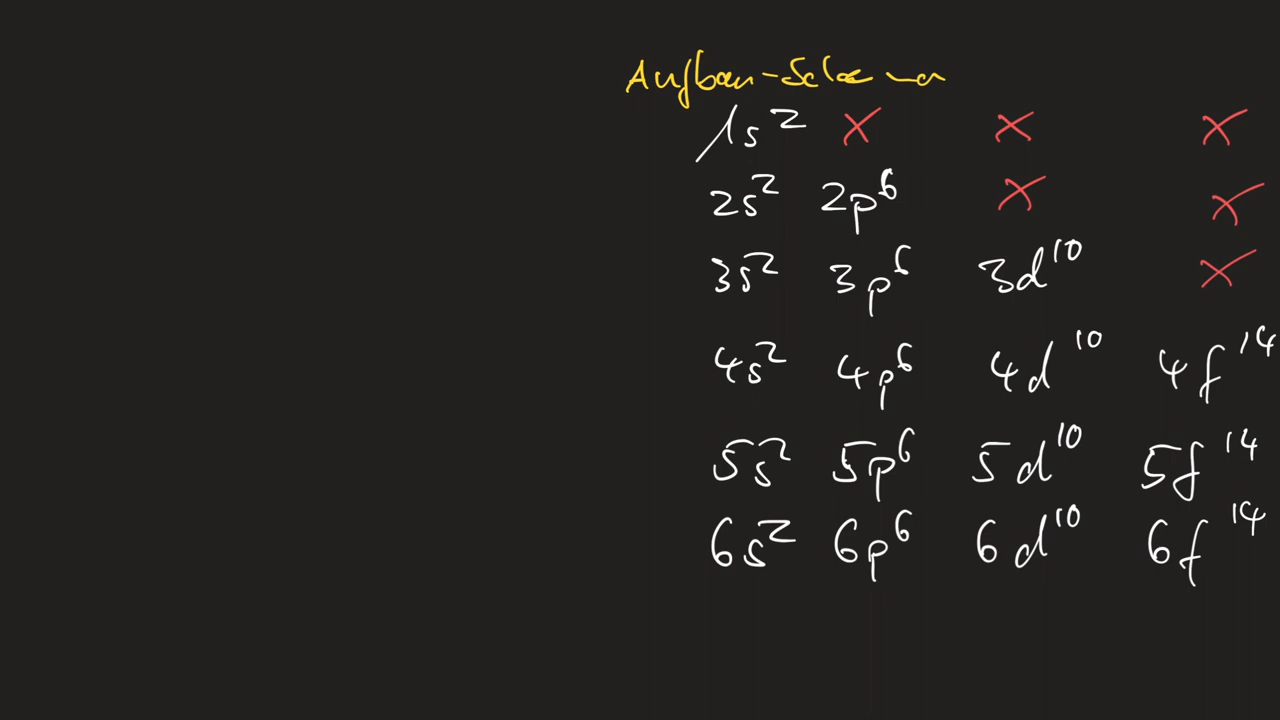 Aufbau-Schema
1s² × × ×
2s² 2p⁶ × ×
3s² 3p⁶ 3d¹⁰ ×
4s² 4p⁶ 4d¹⁰ 4f¹⁴
5s² 5p⁶ 5d¹⁰ 5f¹⁴
6s² 6p⁶ 6d¹⁰ 6f¹⁴